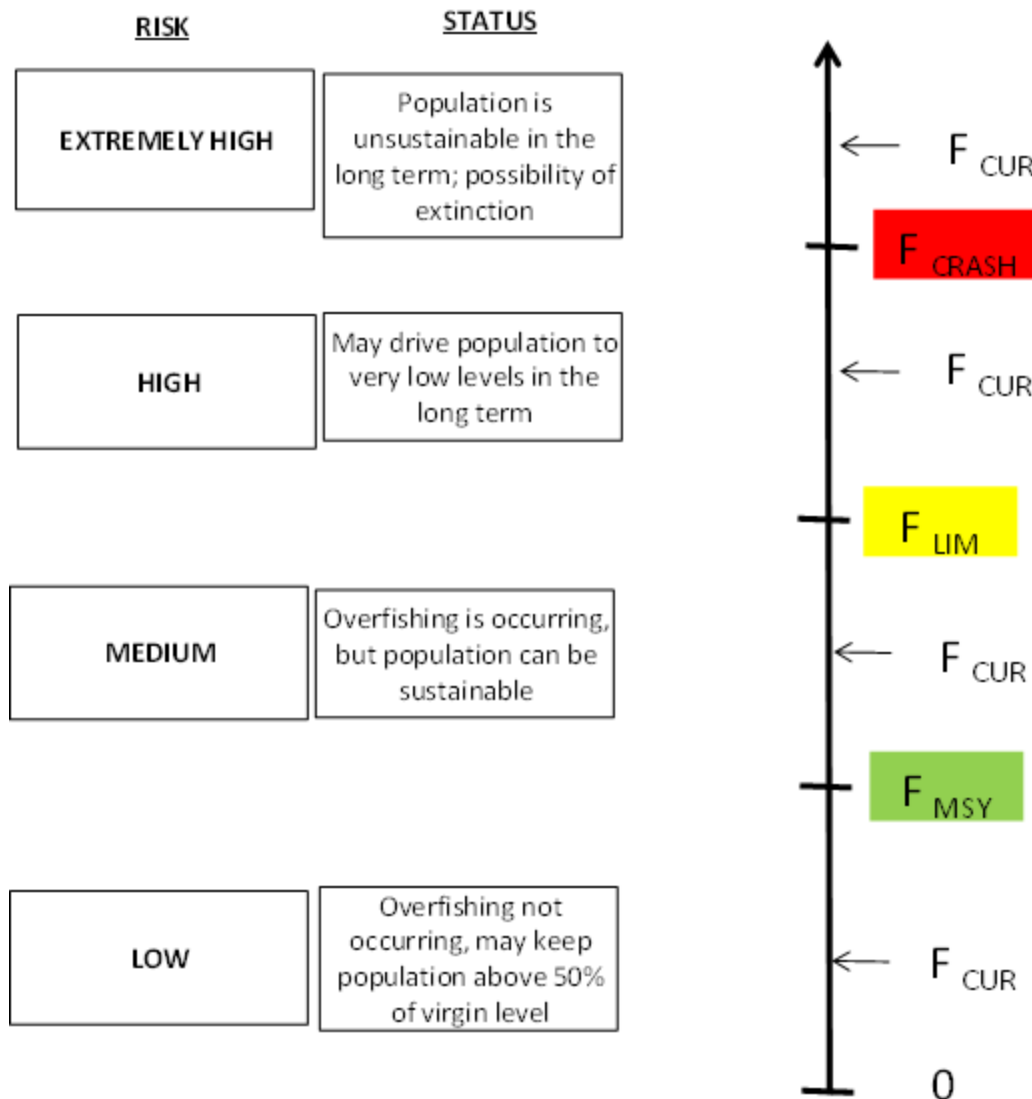 RISK
STATUS
EXTREMELY HIGH
Population is
unsustainable in the
long term; possibility of
extinction
F CUR
F CRASH
HIGH
May drive population to
very low levels in the
long term
F CUR
F LIM
MEDIUM
Overfishing is occurring,
but population can be
sustainable
F CUR
F MSY
LOW
Overfishing not
occurring, may keep
population above 50%
of virgin level
F CUR
0